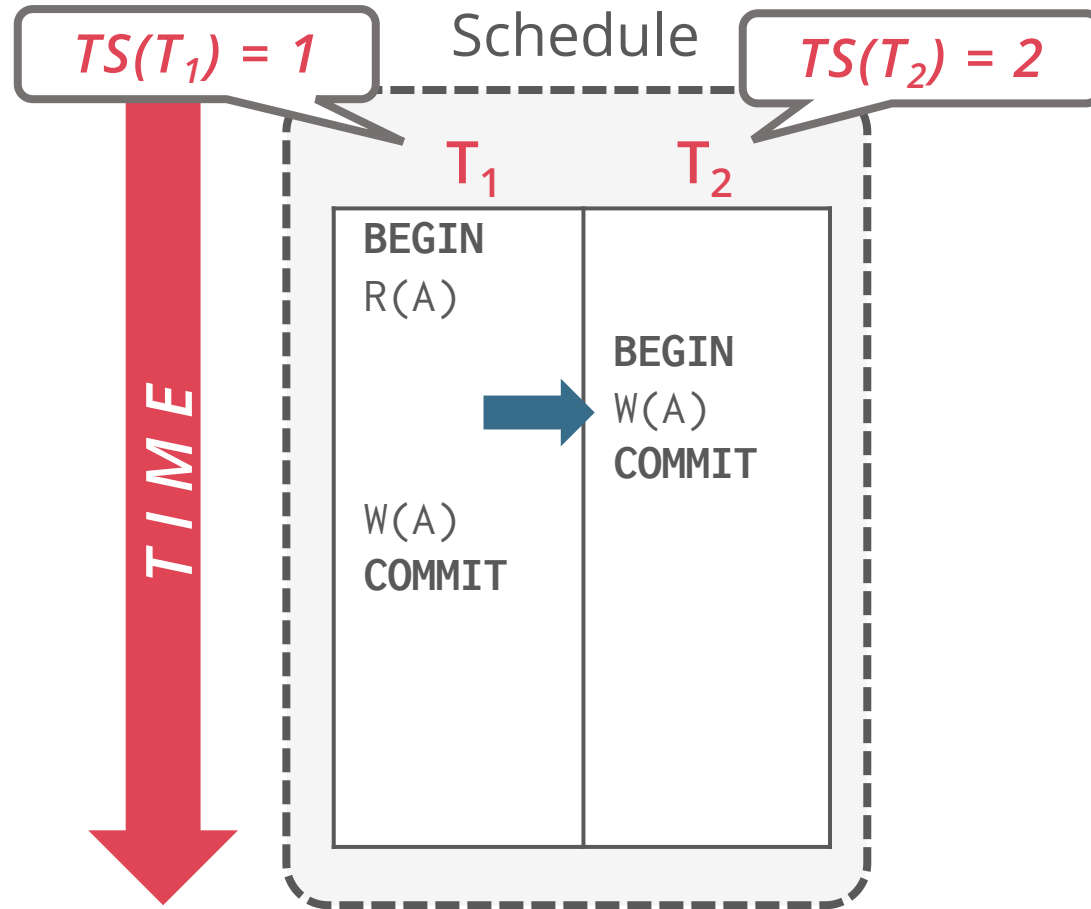 Schedule
TS(T₁) = 1
TS(T₂) = 2
T₁
T₂
BEGIN
R(A)
BEGIN
W(A)
COMMIT
W(A)
COMMIT
TIME